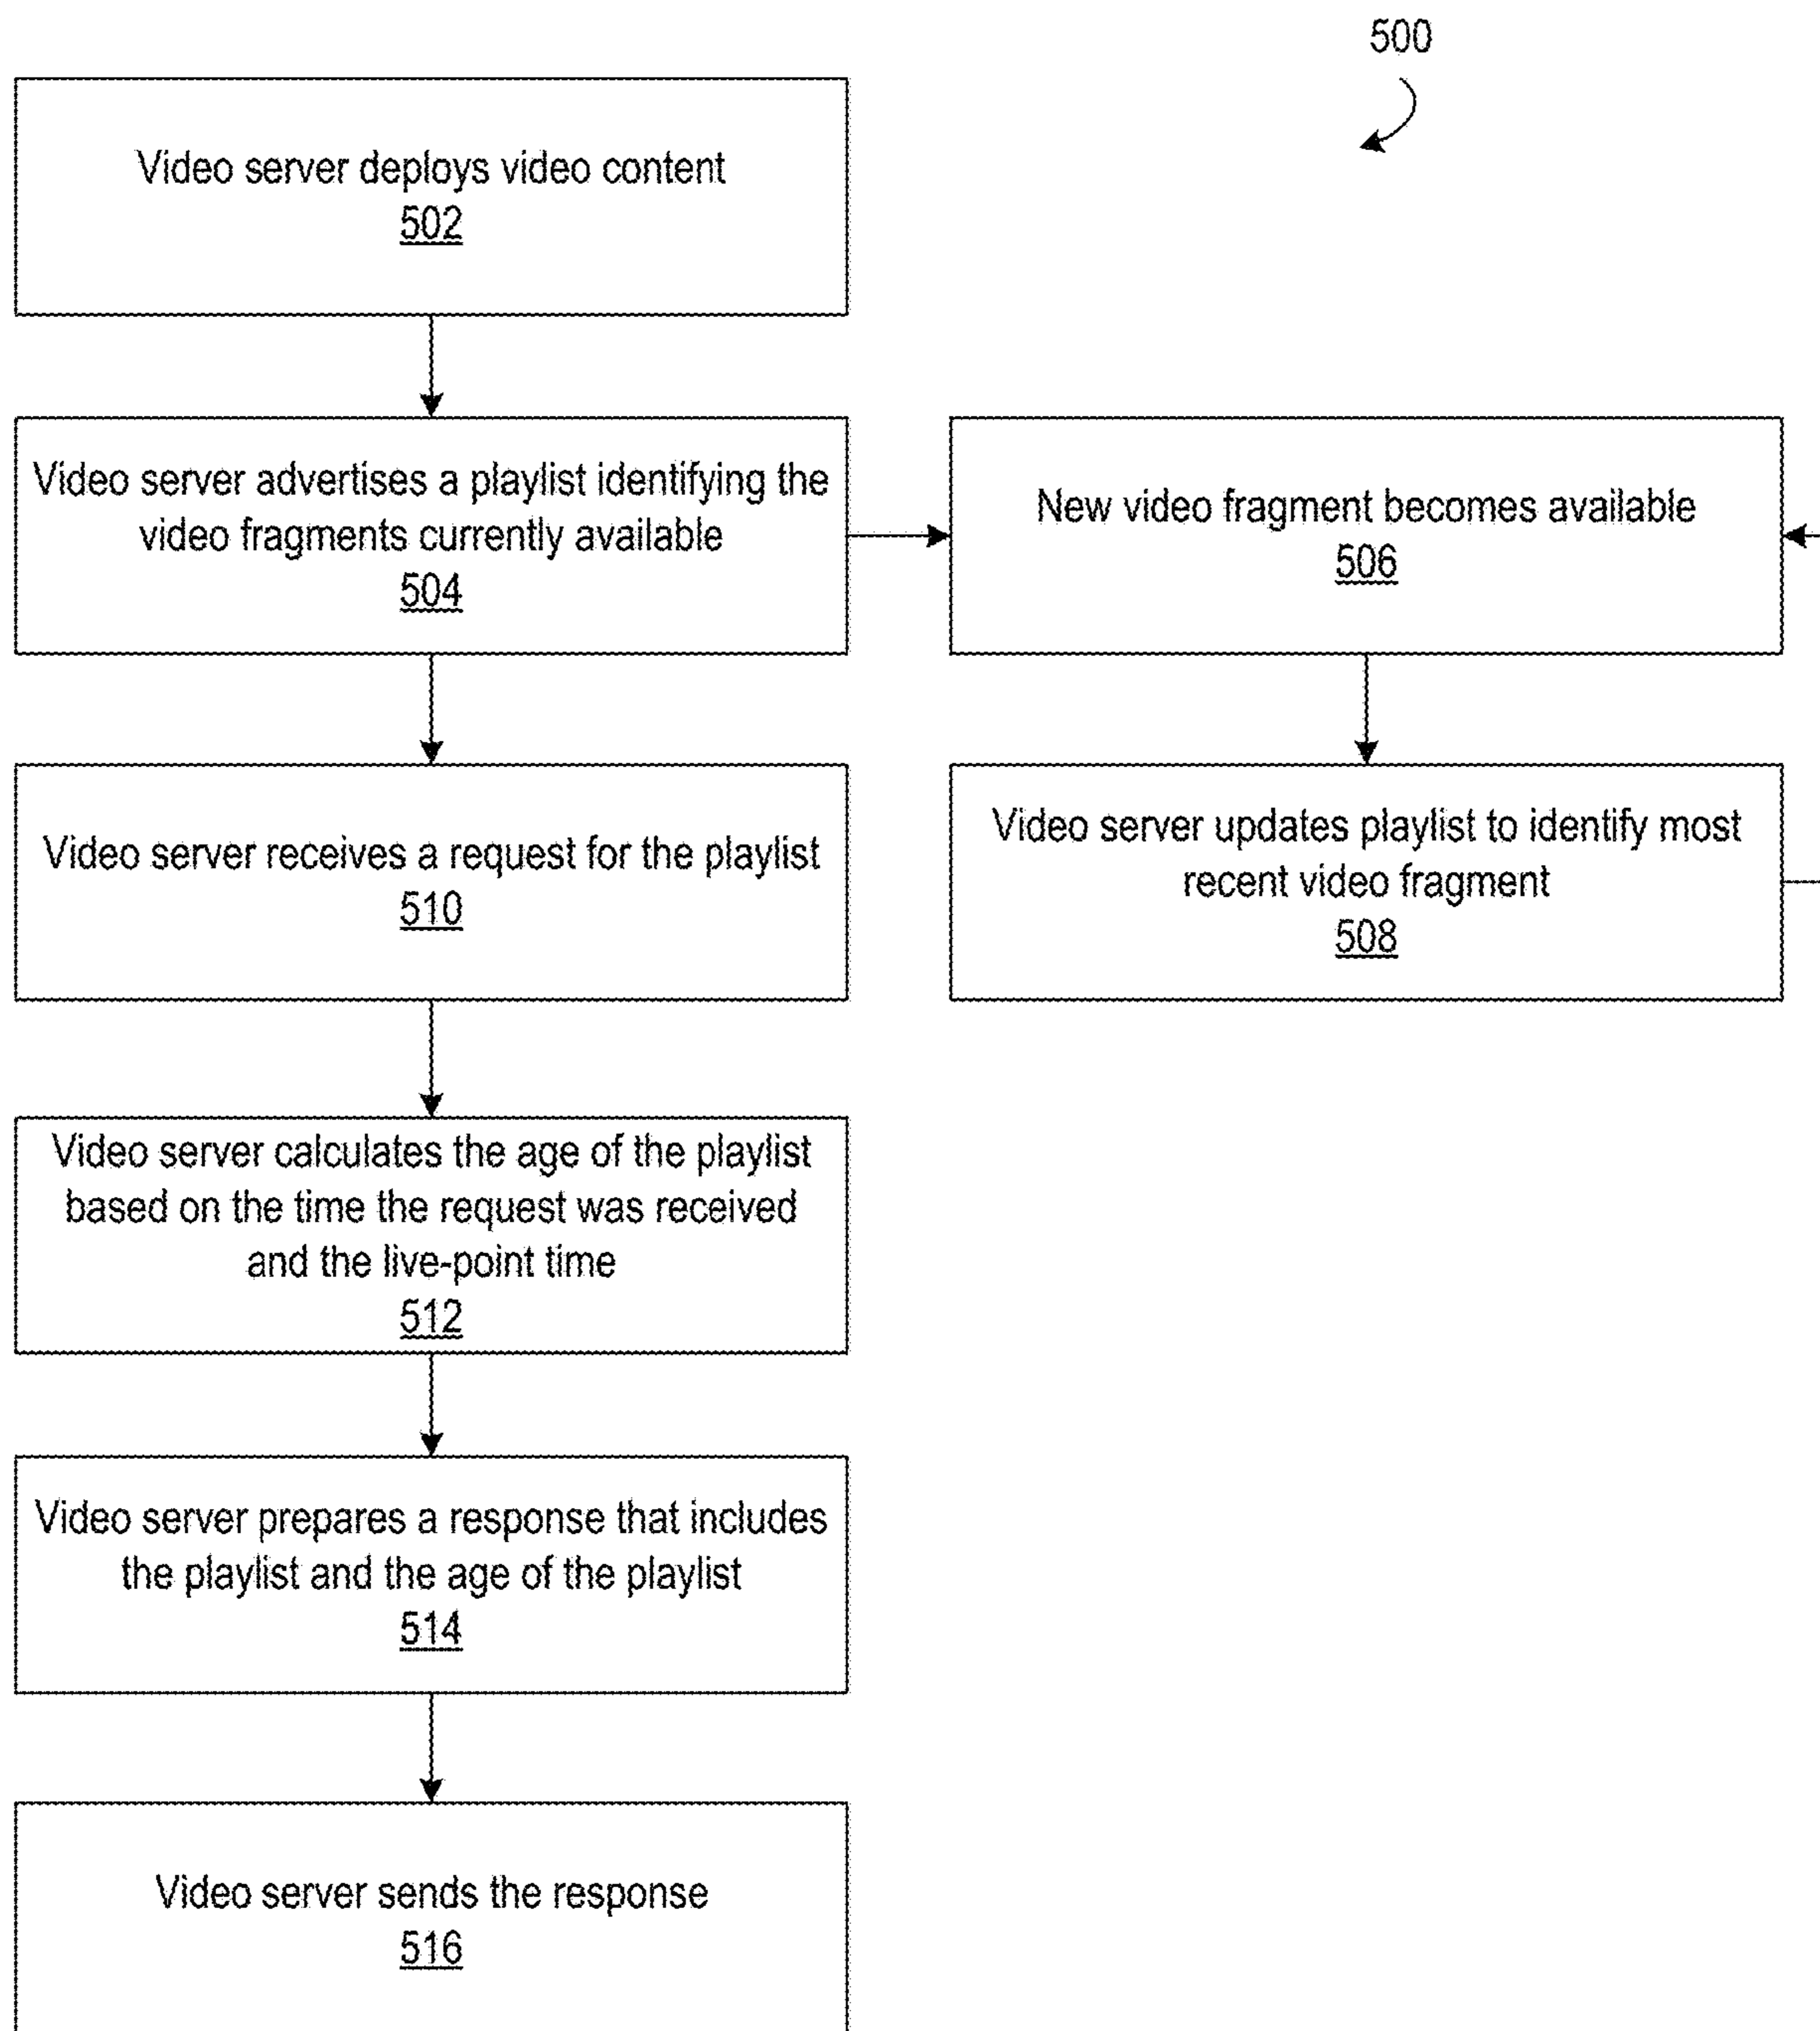 500
Video server deploys video content
502
Video server advertises a playlist identifying the
video fragments currently available
504
New video fragment becomes available
506
Video server receives a request for the playlist
510
Video server updates playlist to identify most
recent video fragment
508
Video server calculates the age of the playlist
based on the time the request was received
and the live-point time
512
Video server prepares a response that includes
the playlist and the age of the playlist
514
Video server sends the response
516